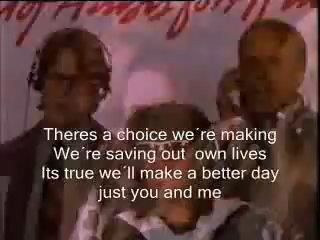 Theres a choice we´re making
We´re saving out own lives
Its true we´ll make a better day
just you and me